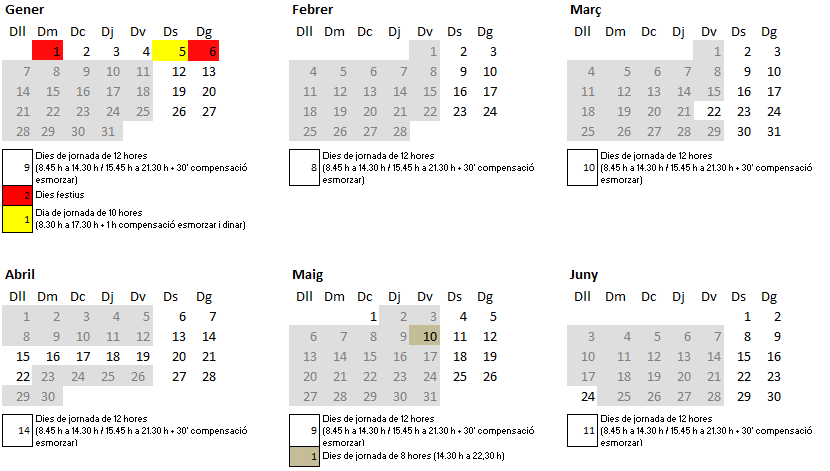 Gener Febrer Març
Dll Dm Dc Dj Dv Ds Dg Dll Dm Dc Dj Dv Ds Dg Dll Dm Dc Dj Dv Ds Dg
1 2 3 4 5 6 1 2 3 1 2 3
7 8 9 10 11 12 13 4 5 6 7 8 9 10 4 5 6 7 8 9 10
14 15 16 17 18 19 20 11 12 13 14 15 16 17 11 12 13 14 15 16 17
21 22 23 24 25 26 27 18 19 20 21 22 23 24 18 19 20 21 22 23 24
28 29 30 31 25 26 27 28 25 26 27 28 29 30 31
9 Dies de jornada de 12 hores
(8.45 h a 14.30 h / 15.45 h a 21.30 h + 30' compensació
esmorzar)
2 Dies festius
1 Dia de jornada de 10 hores
(8.30 h a 17.30 h + 1 h compensació esmorzar i dinar)
8 Dies de jornada de 12 hores
(8.45 h a 14.30 h / 15.45 h a 21.30 h + 30' compensació
esmorzar)
10 Dies de jornada de 12 hores
(8.45 h a 14.30 h / 15.45 h a 21.30 h + 30' compensació
esmorzar)
Abril Maig Juny
Dll Dm Dc Dj Dv Ds Dg Dll Dm Dc Dj Dv Ds Dg Dll Dm Dc Dj Dv Ds Dg
1 2 3 4 5 6 7 1 2 3 4 5 1 2
8 9 10 11 12 13 14 6 7 8 9 10 11 12 3 4 5 6 7 8 9
15 16 17 18 19 20 21 13 14 15 16 17 18 19 10 11 12 13 14 15 16
22 23 24 25 26 27 28 20 21 22 23 24 25 26 17 18 19 20 21 22 23
29 30 27 28 29 30 31 24 25 26 27 28 29 30
14 Dies de jornada de 12 hores
(8.45 h a 14.30 h / 15.45 h a 21.30 h + 30' compensació
esmorzar)
9 Dies de jornada de 12 hores
(8.45 h a 14.30 h / 15.45 h a 21.30 h + 30' compensació
esmorzar)
1 Dies de jornada de 8 hores (14.30 h a 22,30 h)
11 Dies de jornada de 12 hores
(8.45 h a 14.30 h / 15.45 h a 21.30 h + 30' compensació
esmorzar)